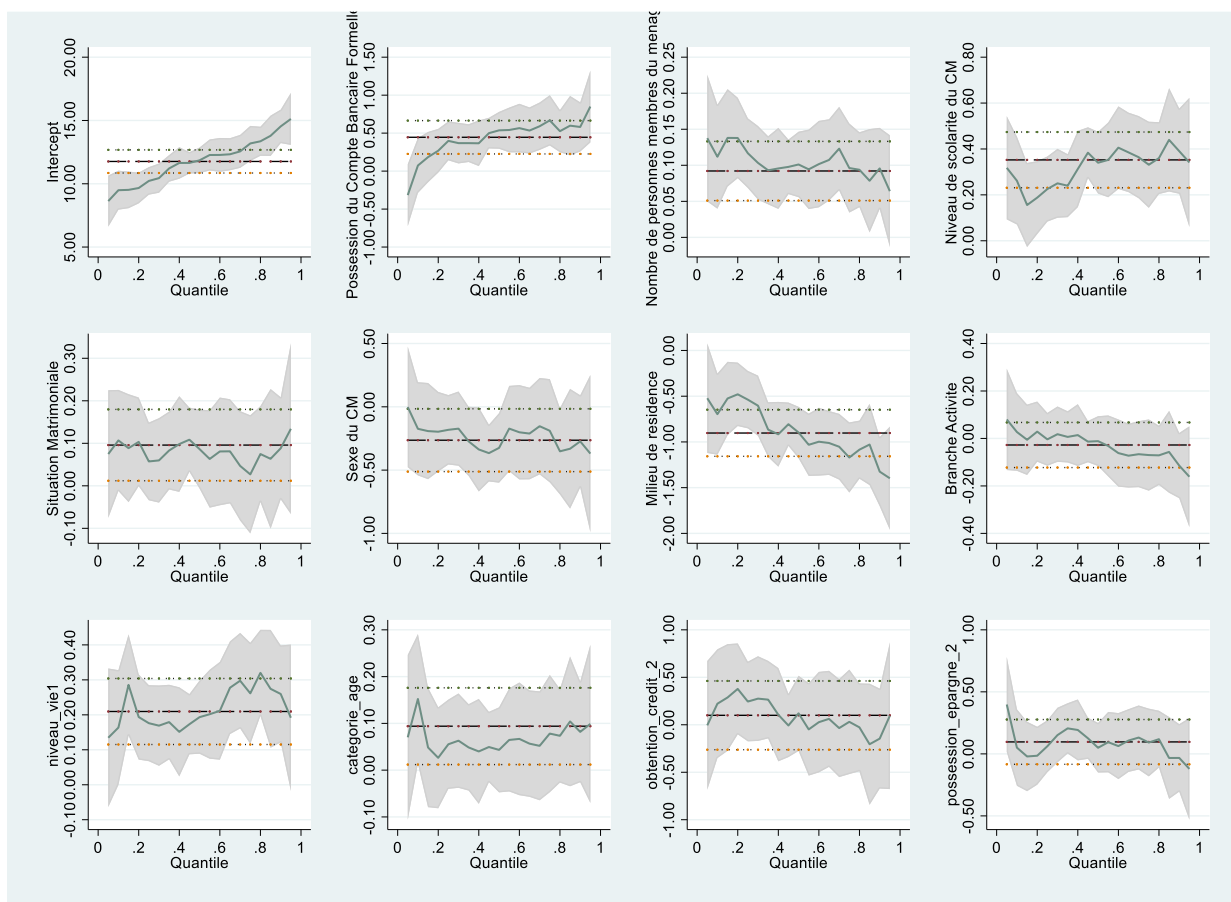 Intercept
5.00 10.00 15.00 20.00
0 .2 .4 .6 .8 1
Quantile
Possession du Compte Bancaire Formelle
-1.00 -0.50 0.00 0.50 1.00 1.50
0 .2 .4 .6 .8 1
Quantile
Nombre de personnes membres du menag
0.00 0.05 0.10 0.15 0.20 0.25
0 .2 .4 .6 .8 1
Quantile
Niveau de scolarite du CM
0.00 0.20 0.40 0.60 0.80
0 .2 .4 .6 .8 1
Quantile
Situation Matrimoniale
-0.10 0.00 0.10 0.20 0.30
0 .2 .4 .6 .8 1
Quantile
Sexe du CM
-1.00 -0.50 0.00 0.50
0 .2 .4 .6 .8 1
Quantile
Milieu de residence
-2.00 -1.50 -1.00 -0.50 0.00
0 .2 .4 .6 .8 1
Quantile
Branche Activite
-0.40 -0.20 0.00 0.20 0.40
0 .2 .4 .6 .8 1
Quantile
niveau_vie1
-0.10 0.00 0.10 0.20 0.30 0.40
0 .2 .4 .6 .8 1
Quantile
categorie_age
-0.10 0.00 0.10 0.20 0.30
0 .2 .4 .6 .8 1
Quantile
obtention_credit_2
-1.00 -0.50 0.00 0.50 1.00
0 .2 .4 .6 .8 1
Quantile
possession_epargne_2
-0.50 0.00 0.50 1.00
0 .2 .4 .6 .8 1
Quantile